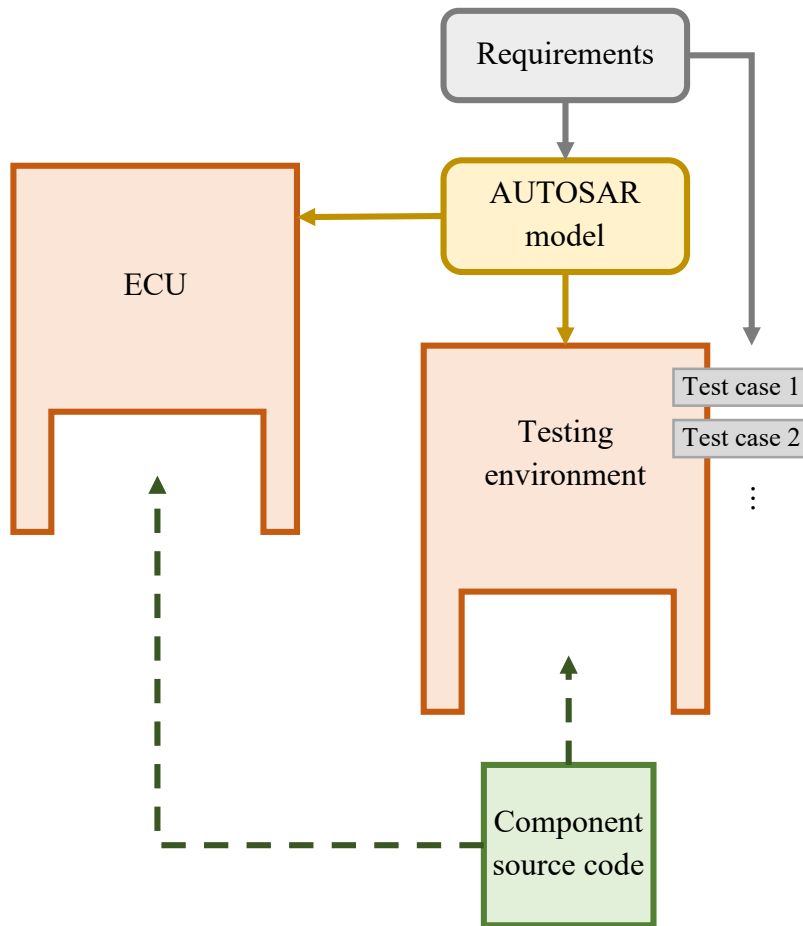 Requirements
AUTOSAR
model
ECU
Testing
environment
Test case 1
Test case 2
⋮
Component
source code